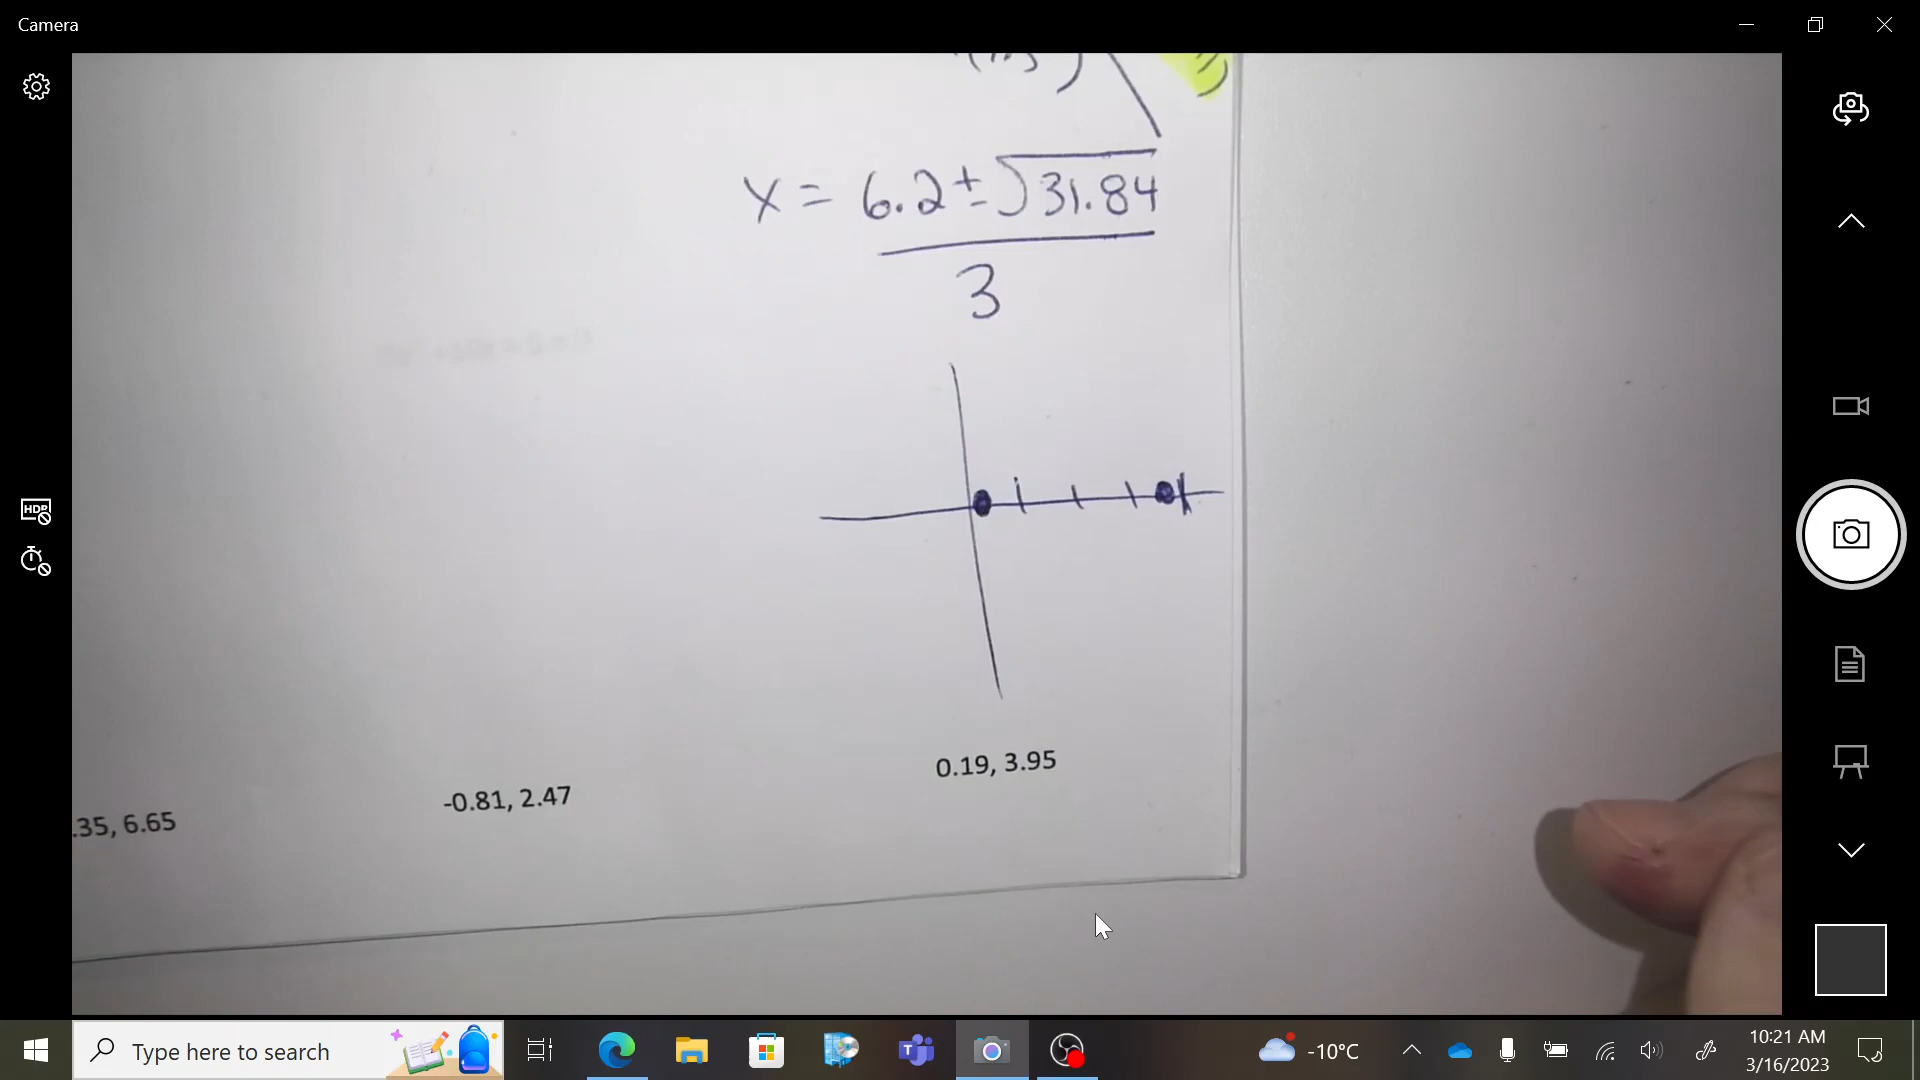 Camera
x = 6.2 ± √31.84
3
0.19, 3.95
-0.81, 2.47
.35, 6.65
HDR
Type here to search
-10°C
10:21 AM
3/16/2023